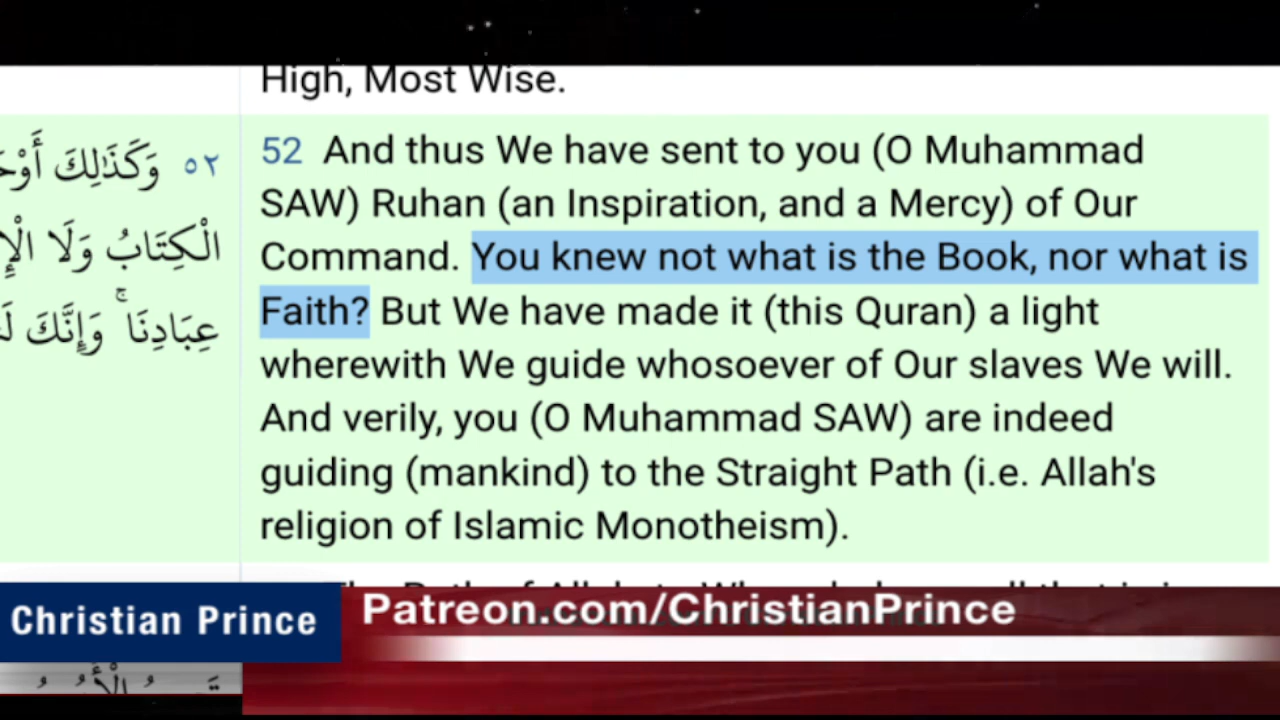 High, Most Wise.
٥٢ وَكَذَٰلِكَ
52 And thus We have sent to you (O Muhammad
SAW) Ruhan (an Inspiration, and a Mercy) of Our
الْكِتَابُ وَلَا
Command. You knew not what is the Book, nor what is
عِبَادِنَا ۚ وَإِنَّكَ
Faith? But We have made it (this Quran) a light
wherewith We guide whosoever of Our slaves We will.
And verily, you (O Muhammad SAW) are indeed
guiding (mankind) to the Straight Path (i.e. Allah's
religion of Islamic Monotheism).
Christian Prince
Patreon.com/ChristianPrince